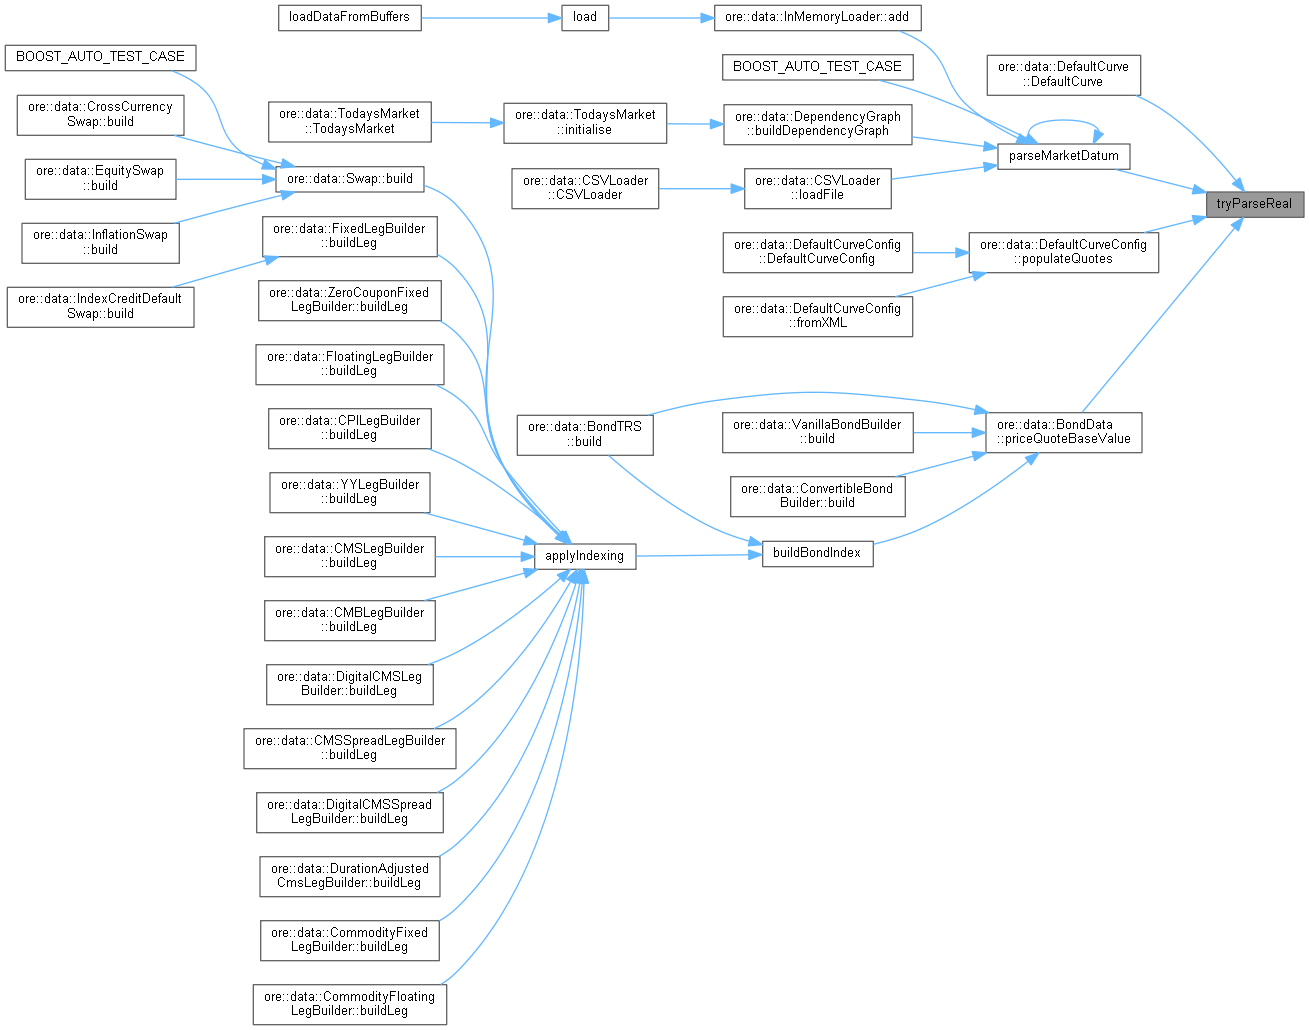 loadDataFromBuffers
load
ore::data::InMemoryLoader::add
BOOST_AUTO_TEST_CASE
BOOST_AUTO_TEST_CASE
ore::data::DefaultCurve
::DefaultCurve
ore::data::CrossCurrency
Swap::build
ore::data::TodaysMarket
::TodaysMarket
ore::data::TodaysMarket
::initialise
ore::data::DependencyGraph
::buildDependencyGraph
parseMarketDatum
ore::data::EquitySwap
::build
ore::data::Swap::build
ore::data::CSVLoader
::CSVLoader
ore::data::CSVLoader
::loadFile
tryParseReal
ore::data::InflationSwap
::build
ore::data::FixedLegBuilder
::buildLeg
ore::data::DefaultCurveConfig
::DefaultCurveConfig
ore::data::DefaultCurveConfig
::populateQuotes
ore::data::IndexCreditDefault
Swap::build
ore::data::ZeroCouponFixed
LegBuilder::buildLeg
ore::data::DefaultCurveConfig
::fromXML
ore::data::FloatingLegBuilder
::buildLeg
ore::data::CPILegBuilder
::buildLeg
ore::data::BondTRS
::build
ore::data::VanillaBondBuilder
::build
ore::data::BondData
::priceQuoteBaseValue
ore::data::YYLegBuilder
::buildLeg
ore::data::ConvertibleBond
Builder::build
ore::data::CMSLegBuilder
::buildLeg
applyIndexing
buildBondIndex
ore::data::CMBLegBuilder
::buildLeg
ore::data::DigitalCMSLeg
Builder::buildLeg
ore::data::CMSSpreadLegBuilder
::buildLeg
ore::data::DigitalCMSSpread
LegBuilder::buildLeg
ore::data::DurationAdjusted
CmsLegBuilder::buildLeg
ore::data::CommodityFixed
LegBuilder::buildLeg
ore::data::CommodityFloating
LegBuilder::buildLeg